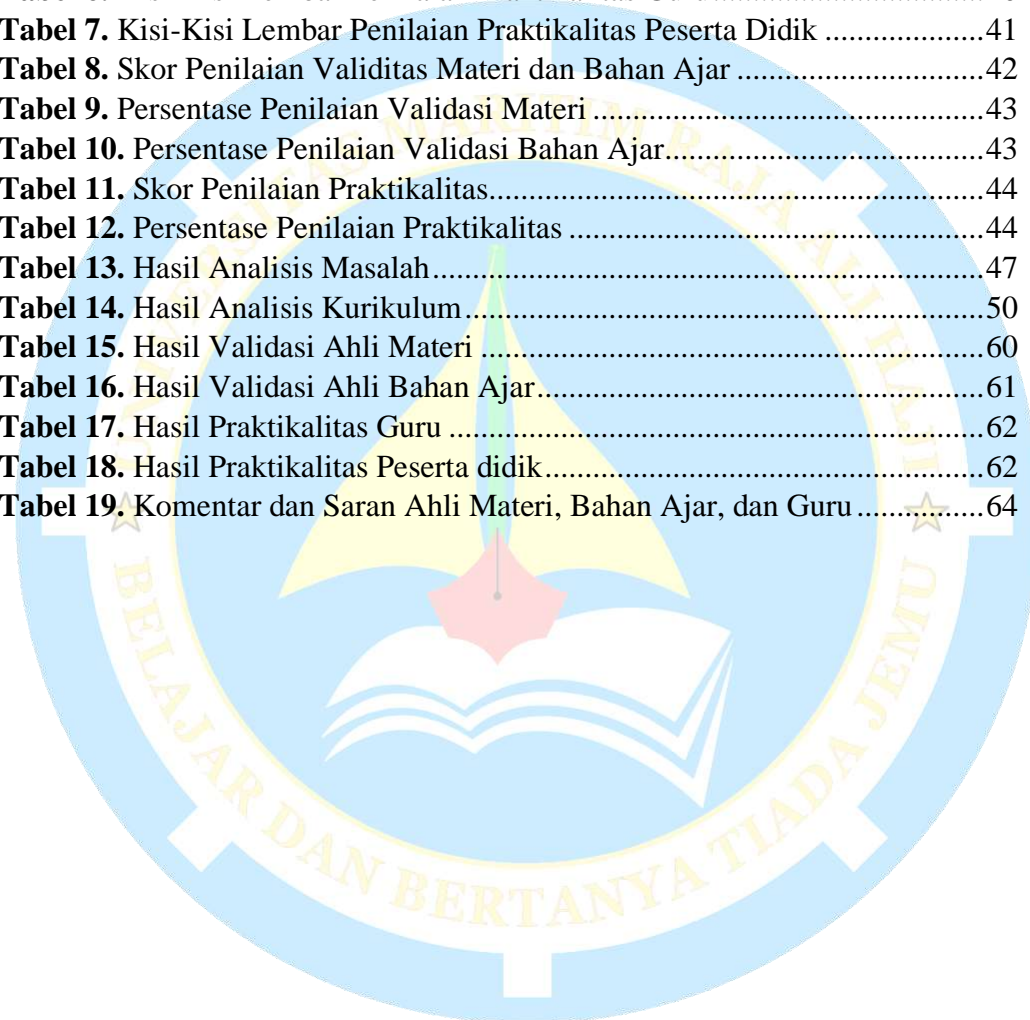 Tabel 7. Kisi-Kisi Lembar Penilaian Praktikalitas Peserta Didik ....................41
Tabel 8. Skor Penilaian Validitas Materi dan Bahan Ajar ...............................42
Tabel 9. Persentase Penilaian Validasi Materi .................................................43
Tabel 10. Persentase Penilaian Validasi Bahan Ajar........................................43
Tabel 11. Skor Penilaian Praktikalitas..............................................................44
Tabel 12. Persentase Penilaian Praktikalitas ....................................................44
Tabel 13. Hasil Analisis Masalah.....................................................................47
Tabel 14. Hasil Analisis Kurikulum .................................................................50
Tabel 15. Hasil Validasi Ahli Materi ...............................................................60
Tabel 16. Hasil Validasi Ahli Bahan Ajar........................................................61
Tabel 17. Hasil Praktikalitas Guru ...................................................................62
Tabel 18. Hasil Praktikalitas Peserta didik.......................................................62
Tabel 19. Komentar dan Saran Ahli Materi, Bahan Ajar, dan Guru ................64
UNIVERSITAS MARITIM RAJA ALI HAJI
BELAJAR DAN BERTANYA TIADA JEMU